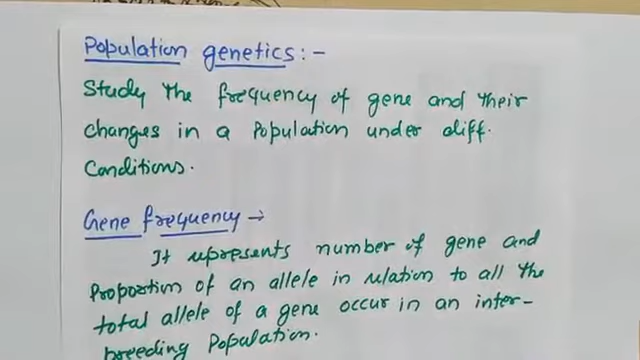 Population genetics:-
Study the frequency of gene and their
changes in a Population under diff.
Conditions.
Gene frequency →
It represents number of gene and
Proportion of an allele in relation to all the
total allele of a gene occur in an inter-
breeding Population.